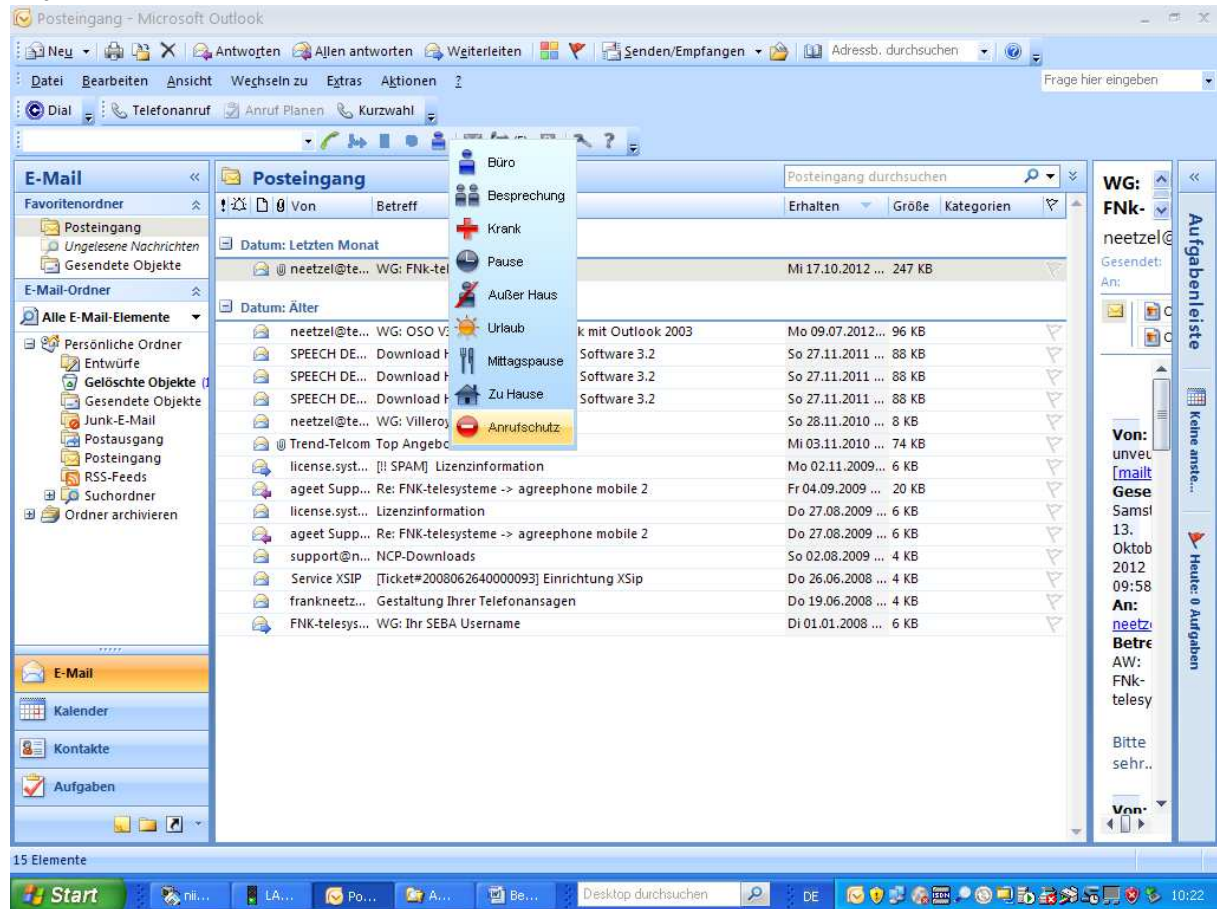 Posteingang - Microsoft Outlook
Neu Antworten Allen antworten Weiterleiten Senden/Empfangen Adressb. durchsuchen
Datei Bearbeiten Ansicht Wechseln zu Extras Aktionen ? Frage hier eingeben
Dial Telefonanruf Anruf Planen Kurzwahl
Büro
Besprechung
Krank
Pause
Außer Haus
Urlaub
Mittagspause
Zu Hause
Anrufschutz
E-Mail
Favoritenordner
Posteingang
Ungelesene Nachrichten
Gesendete Objekte
E-Mail-Ordner
Alle E-Mail-Elemente
Persönliche Ordner
Entwürfe
Gelöschte Objekte (1
Gesendete Objekte
Junk-E-Mail
Postausgang
Posteingang
RSS-Feeds
Suchordner
Ordner archivieren
E-Mail
Kalender
Kontakte
Aufgaben
Posteingang Posteingang durchsuchen
Von Betreff Erhalten Größe Kategorien
Datum: Letzten Monat
neetzel@te... WG: FNk-tel Mi 17.10.2012 ... 247 KB
Datum: Älter
neetzel@te... WG: OSO V3 k mit Outlook 2003 Mo 09.07.2012... 96 KB
SPEECH DE... Download H Software 3.2 So 27.11.2011 ... 88 KB
SPEECH DE... Download H Software 3.2 So 27.11.2011 ... 88 KB
SPEECH DE... Download H Software 3.2 So 27.11.2011 ... 88 KB
neetzel@te... WG: Villeroy So 28.11.2010 ... 8 KB
Trend-Telcom Top Angebo Mi 03.11.2010 ... 74 KB
license.syst... [!! SPAM] Lizenzinformation Mo 02.11.2009... 6 KB
ageet Supp... Re: FNK-telesysteme -> agreephone mobile 2 Fr 04.09.2009 ... 20 KB
license.syst... Lizenzinformation Do 27.08.2009 ... 6 KB
ageet Supp... Re: FNK-telesysteme -> agreephone mobile 2 Do 27.08.2009 ... 6 KB
support@n... NCP-Downloads So 02.08.2009 ... 4 KB
Service XSIP [Ticket#2008062640000093] Einrichtung XSip Do 26.06.2008 ... 4 KB
frankneetz... Gestaltung Ihrer Telefonansagen Do 19.06.2008 ... 4 KB
FNK-telesys... WG: Ihr SEBA Username Di 01.01.2008 ... 6 KB
WG:
FNk-
neetzel@
Gesendet:
An:
Von:
unveu
[mailt
Gese
Samst
13.
Oktob
2012
09:58
An:
neetz
Betre
AW:
FNk-
telesy
Bitte
sehr..
Von:
Aufgabenleiste
Keine anste...
Heute: 0 Aufgaben
15 Elemente
Start nii... LA... Po... A... Be... Desktop durchsuchen DE 10:22